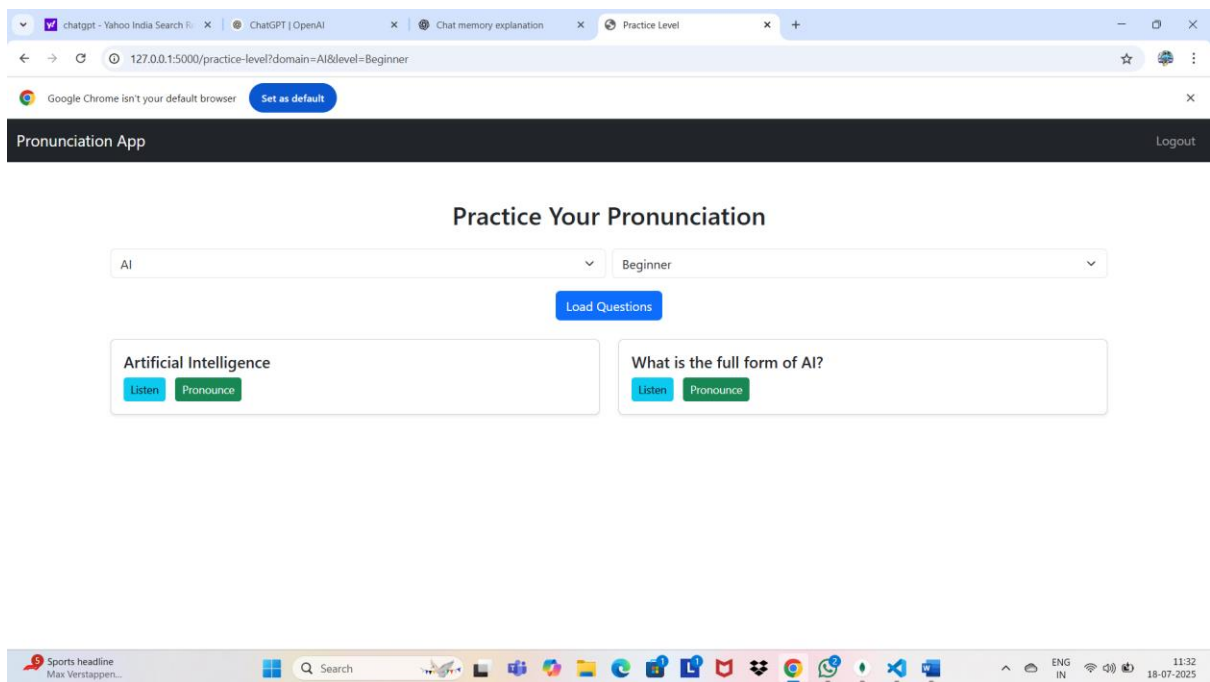 chatgpt - Yahoo India Search R
ChatGPT | OpenAI
Chat memory explanation
Practice Level
127.0.0.1:5000/practice-level?domain=AI&level=Beginner
Google Chrome isn't your default browser Set as default
Pronunciation App Logout
Practice Your Pronunciation
AI Beginner
Load Questions
Artificial Intelligence
Listen Pronounce
What is the full form of AI?
Listen Pronounce
5
Sports headline
Max Verstappen...
Search
ENG
IN
11:32
18-07-2025